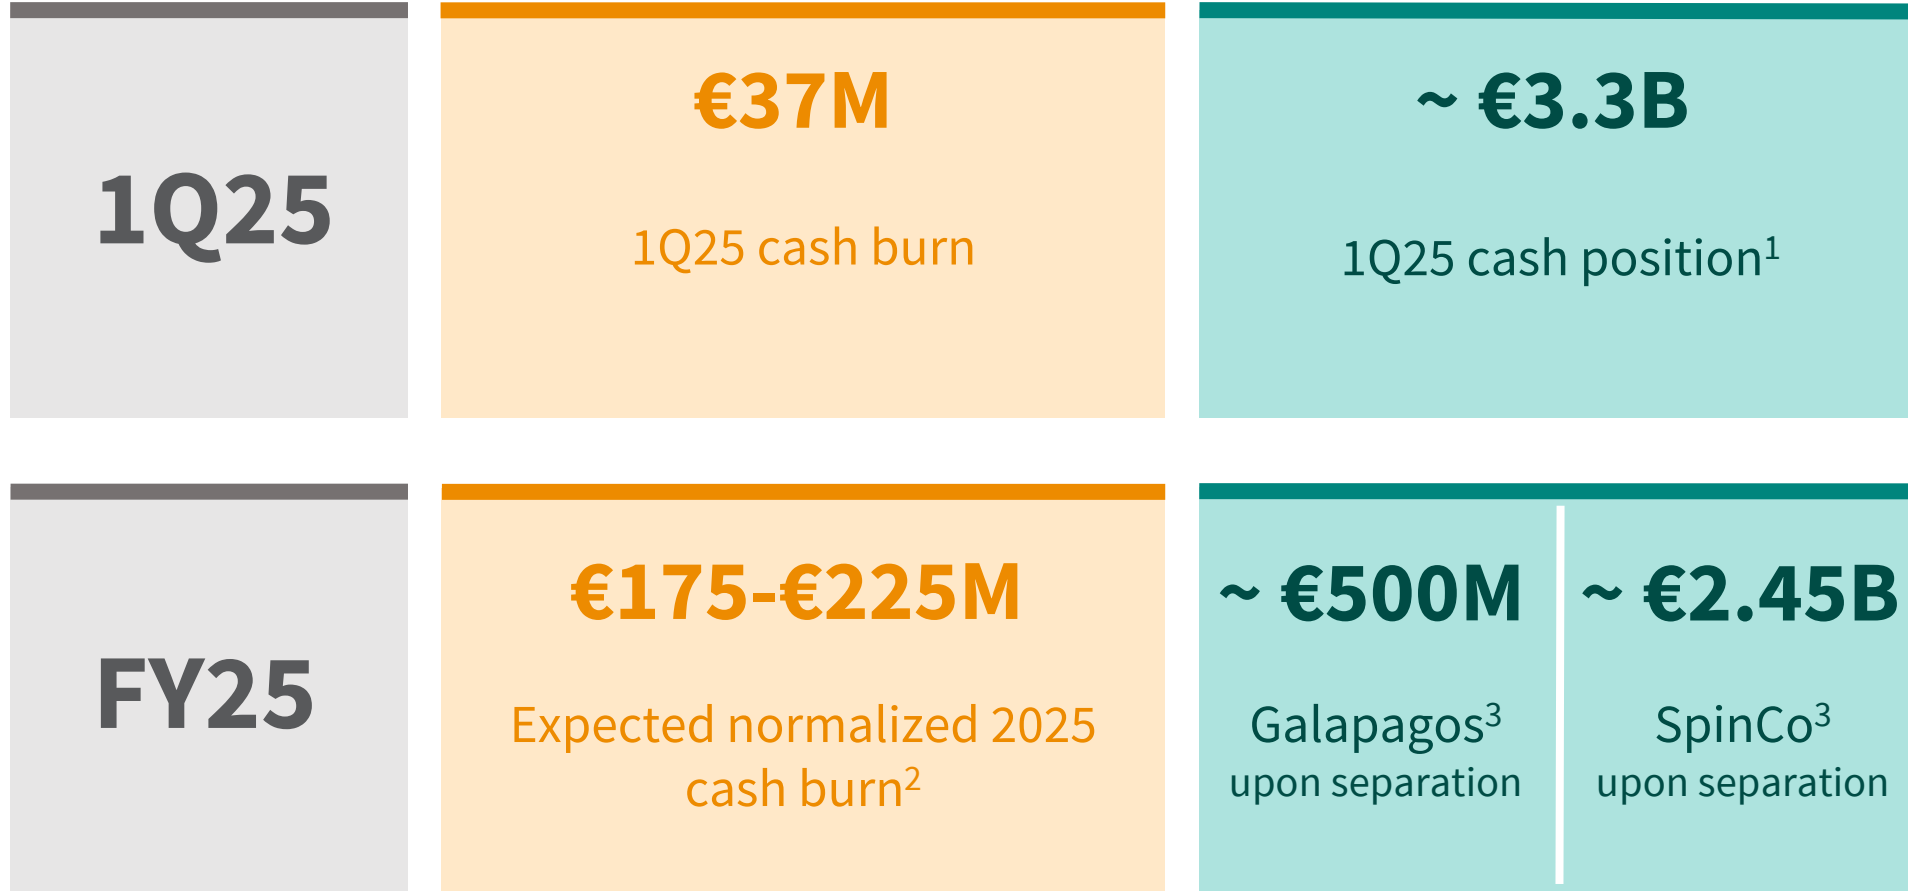 1Q25
€37M
1Q25 cash burn
~ €3.3B
1Q25 cash position¹
FY25
€175-€225M
Expected normalized 2025
cash burn²
~ €500M
Galapagos³
upon separation
~ €2.45B
SpinCo³
upon separation